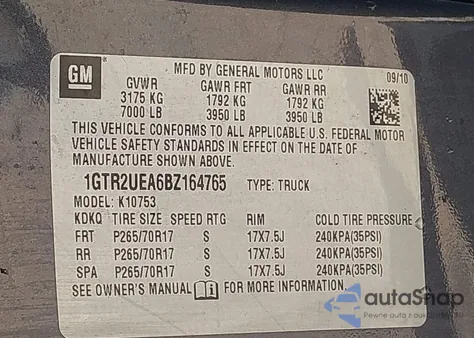 GM
MFD BY GENERAL MOTORS LLC
09/10
GVWR GAWR FRT GAWR RR
3175 KG 1792 KG 1792 KG
7000 LB 3950 LB 3950 LB
THIS VEHICLE CONFORMS TO ALL APPLICABLE U.S. FEDERAL MOTOR
VEHICLE SAFETY STANDARDS IN EFFECT ON THE DATE OF
MANUFACTURE SHOWN ABOVE.
1GTR2UEA6BZ164765 TYPE: TRUCK
MODEL: K10753
KDKQ TIRE SIZE SPEED RTG RIM COLD TIRE PRESSURE
FRT P265/70R17 S 17X7.5J 240KPA(35PSI)
RR P265/70R17 S 17X7.5J 240KPA(35PSI)
SPA P265/70R17 S 17X7.5J 240KPA(35PSI)
SEE OWNER'S MANUAL FOR MORE INFORMATION.
autaSnap
Pewne auta z